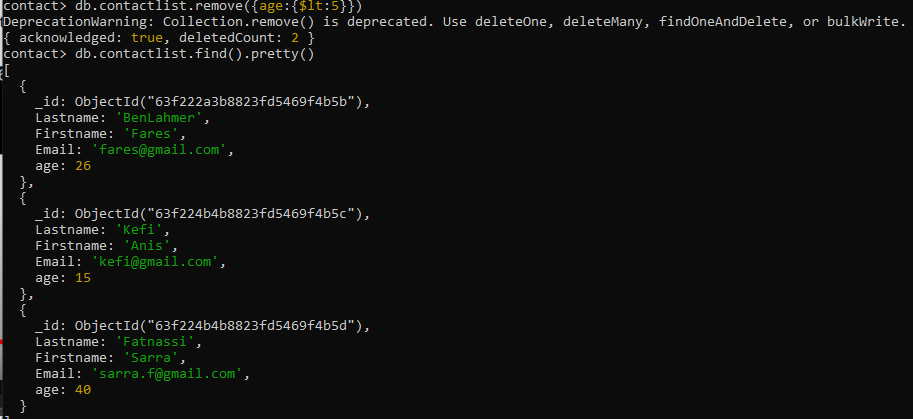 contact> db.contactlist.remove({age:{$lt:5}})
DeprecationWarning: Collection.remove() is deprecated. Use deleteOne, deleteMany, findOneAndDelete, or bulkWrite.
{ acknowledged: true, deletedCount: 2 }
contact> db.contactlist.find().pretty()
[
  {
    _id: ObjectId("63f222a3b8823fd5469f4b5b"),
    Lastname: 'BenLahmer',
    Firstname: 'Fares',
    Email: 'fares@gmail.com',
    age: 26
  },
  {
    _id: ObjectId("63f224b4b8823fd5469f4b5c"),
    Lastname: 'Kefi',
    Firstname: 'Anis',
    Email: 'kefi@gmail.com',
    age: 15
  },
  {
    _id: ObjectId("63f224b4b8823fd5469f4b5d"),
    Lastname: 'Fatnassi',
    Firstname: 'Sarra',
    Email: 'sarra.f@gmail.com',
    age: 40
  }